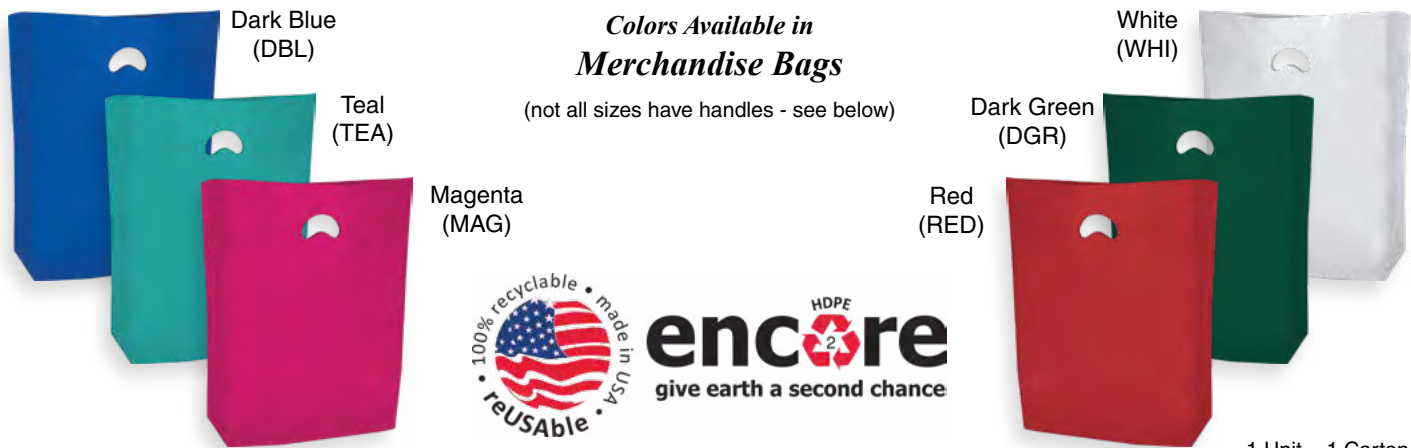 Dark Blue
(DBL)
Teal
(TEA)
Magenta
(MAG)
Colors Available in
Merchandise Bags
(not all sizes have handles - see below)
100% recyclable • made in USA • reUSAble •
HDPE
2
encore
give earth a second chance
White
(WHI)
Dark Green
(DGR)
Red
(RED)